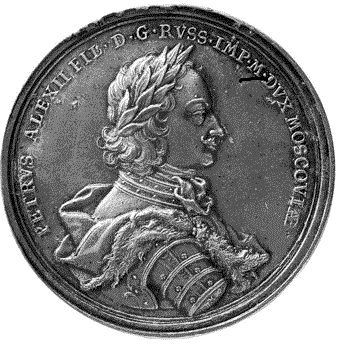 PETRVS ALEXII FIL · D · G · RVSS · IMP · M · DVX MOSCOVIÆ